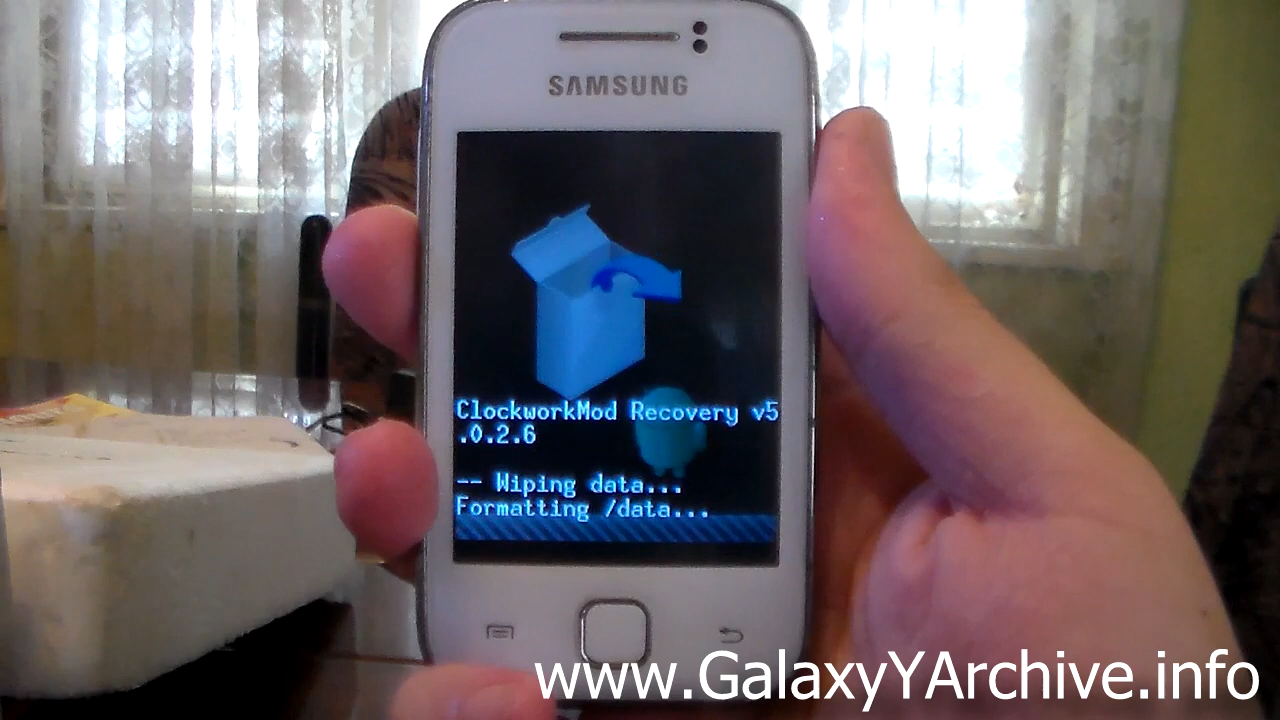 SAMSUNG
ClockworkMod Recovery v5
.0.2.6
-- Wiping data...
Formatting /data...
www.GalaxyYArchive.info